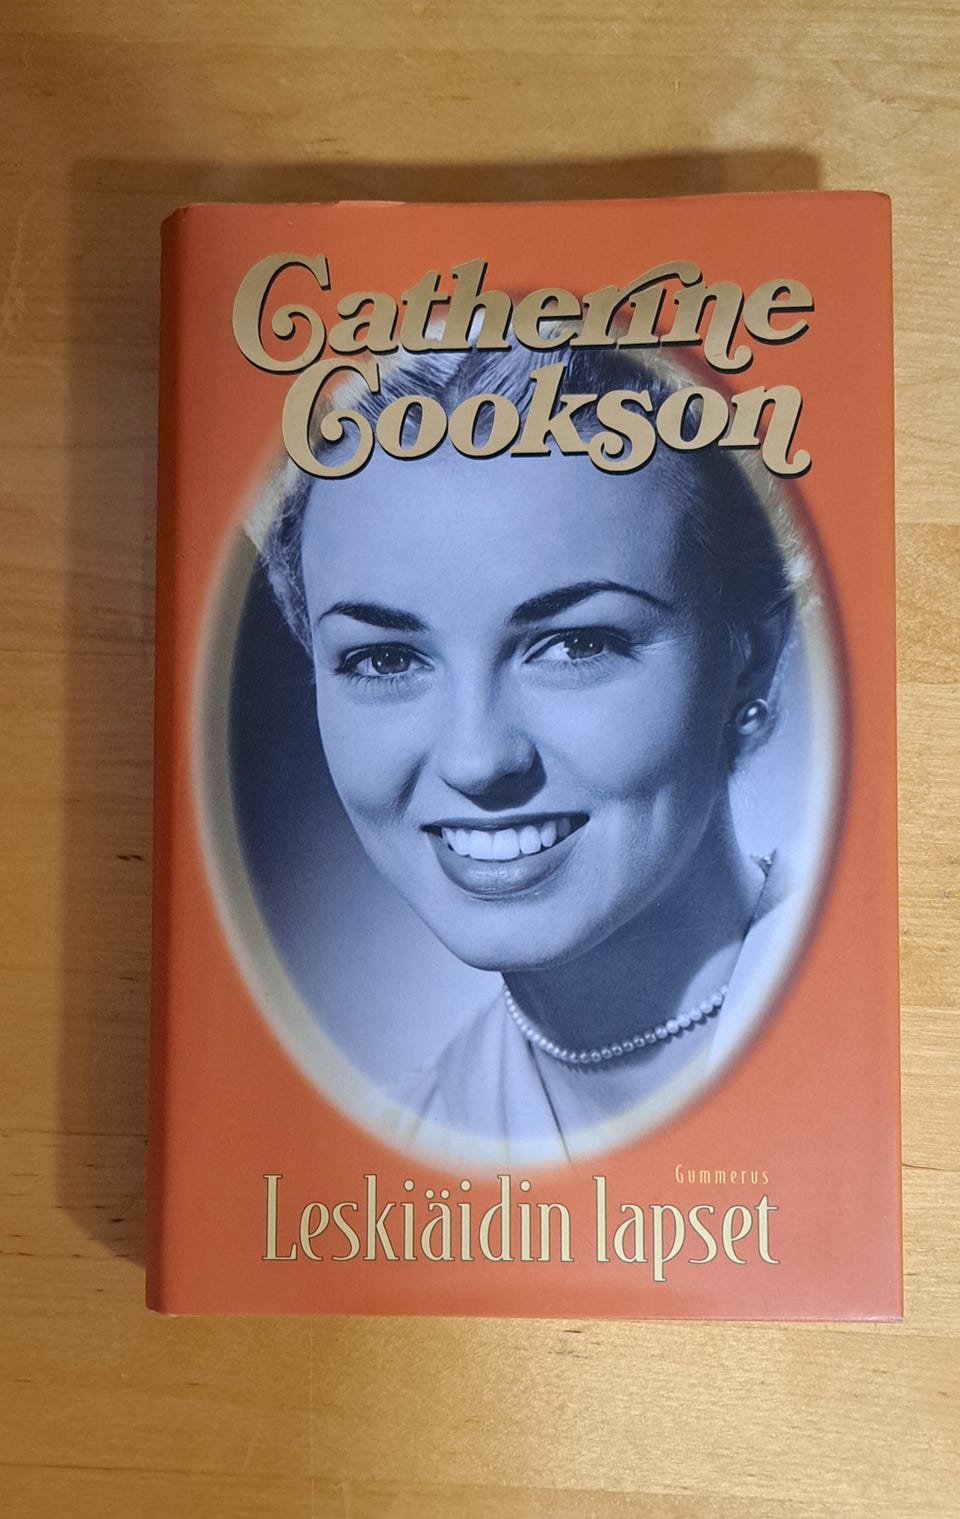 Catherine
Cookson
Gummerus
Leskiäidin lapset